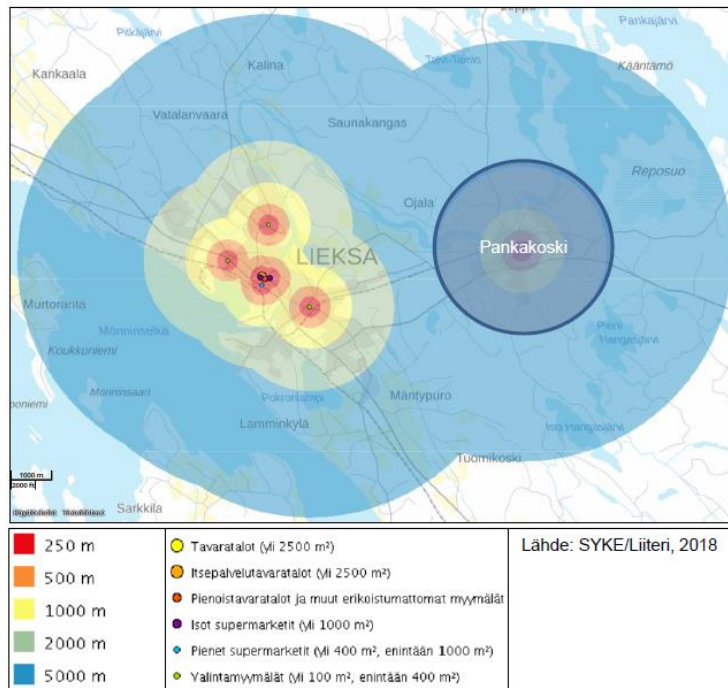 Pitkäjärvi
Pankajärvi
Kankaala
Kalina
Kääntämö
Vatalanvaara
Saunakangas
Reposuo
Ojala
LIEKSA
Pankakoski
Murtoranta
Mönninselkä
Koukkuniemi
Mönninsaari
Pieni
Hangasjärvi
Mäntypuro
Pokronlampi
Iso Hangasjärvi
Lamminkylä
Tuomikoski
1000 m
2000 ft
Sarkkila
250 m
500 m
1000 m
2000 m
5000 m
Tavaratalot (yli 2500 m²)
Itsepalvelutavaratalot (yli 2500 m²)
Pienoistavaratalot ja muut erikoistumattomat myymälät
Isot supermarketit (yli 1000 m²)
Pienet supermarketit (yli 400 m², enintään 1000 m²)
Valintamyymälät (yli 100 m², enintään 400 m²)
Lähde: SYKE/Liiteri, 2018